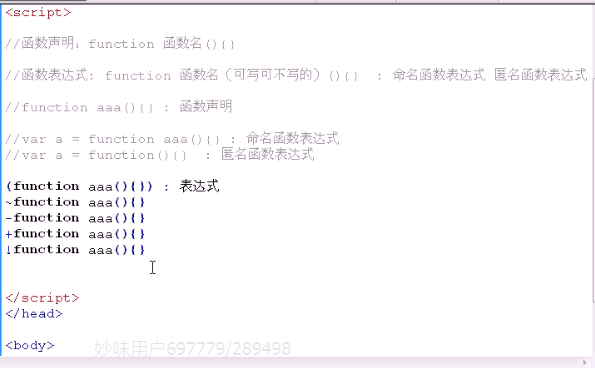 <script>
//函数声明：function 函数名(){}
//函数表达式: function 函数名（可写可不写的）(){}  : 命名函数表达式 匿名函数表达式
//function aaa(){} : 函数声明
//var a = function aaa(){} : 命名函数表达式
//var a = function(){}  : 匿名函数表达式
(function aaa(){}) : 表达式
~function aaa(){}
-function aaa(){}
+function aaa(){}
!function aaa(){}
</script>
</head>
<body>
妙味用户697779/289498